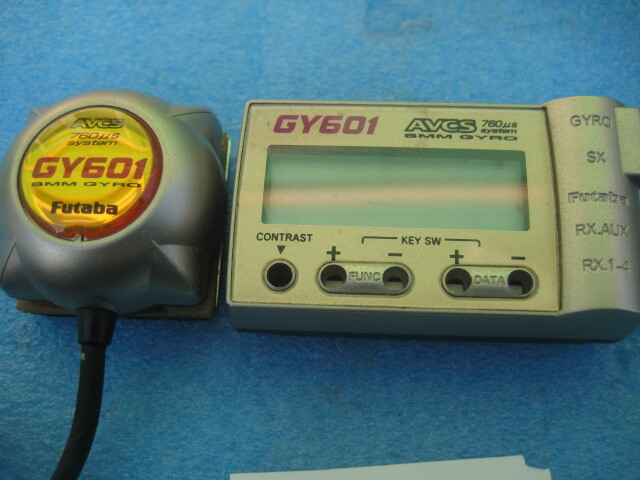 AVCS
760μs
system
GY601
SMM GYRO
Futaba
GY601 AVCS 760μs system
SMM GYRO
CONTRAST
KEY SW
+ - + -
FUNC DATA
GYRO
SX
Futaba
RX.AUX
RX.1-4